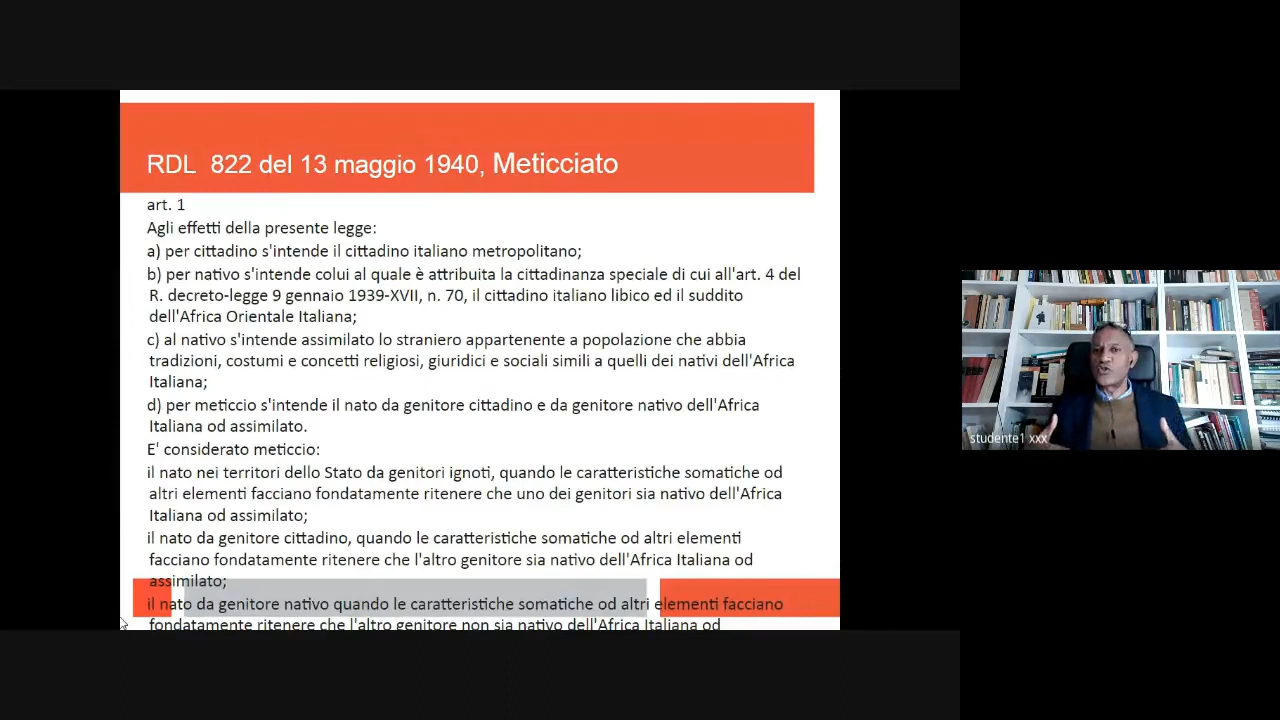 RDL 822 del 13 maggio 1940, Meticciato
art. 1
Agli effetti della presente legge:
a) per cittadino s'intende il cittadino italiano metropolitano;
b) per nativo s'intende colui al quale è attribuita la cittadinanza speciale di cui all'art. 4 del
R. decreto-legge 9 gennaio 1939-XVII, n. 70, il cittadino italiano libico ed il suddito
dell'Africa Orientale Italiana;
c) al nativo s'intende assimilato lo straniero appartenente a popolazione che abbia
tradizioni, costumi e concetti religiosi, giuridici e sociali simili a quelli dei nativi dell'Africa
Italiana;
d) per meticcio s'intende il nato da genitore cittadino e da genitore nativo dell'Africa
Italiana od assimilato.
E' considerato meticcio:
il nato nei territori dello Stato da genitori ignoti, quando le caratteristiche somatiche od
altri elementi facciano fondatamente ritenere che uno dei genitori sia nativo dell'Africa
Italiana od assimilato;
il nato da genitore cittadino, quando le caratteristiche somatiche od altri elementi
facciano fondatamente ritenere che l'altro genitore sia nativo dell'Africa Italiana od
assimilato;
il nato da genitore nativo quando le caratteristiche somatiche od altri elementi facciano
fondatamente ritenere che l'altro genitore non sia nativo dell'Africa Italiana od
studente1 xxx